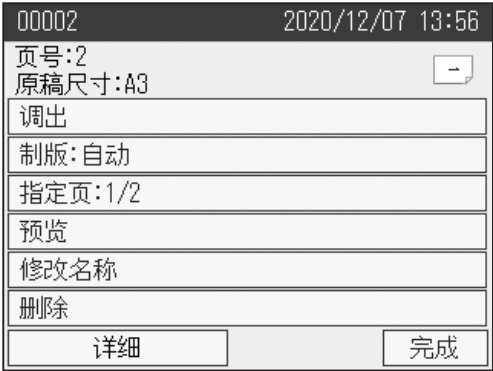 00002 2020/12/07 13:56
页号:2
原稿尺寸:A3
调出
制版:自动
指定页:1/2
预览
修改名称
删除
详细 完成